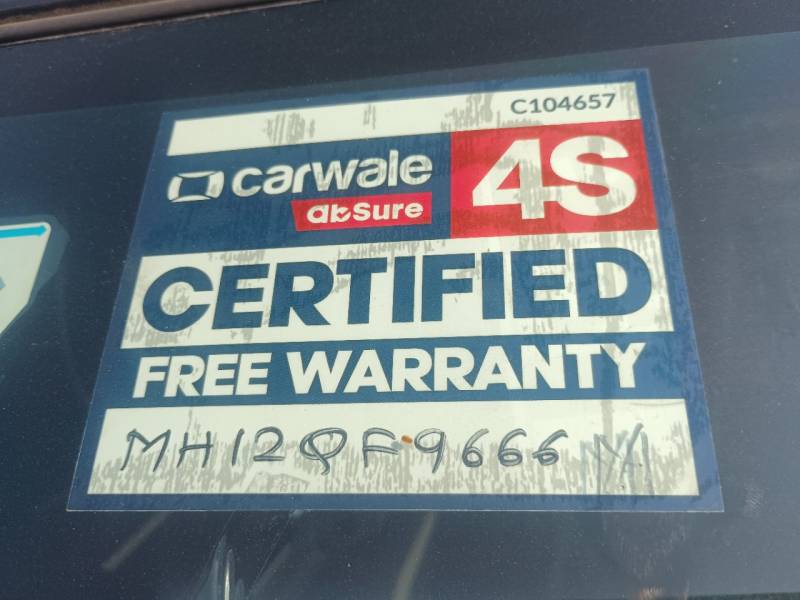 C104657
carwale
abSure
4S
CERTIFIED
FREE WARRANTY
MH12QF9666